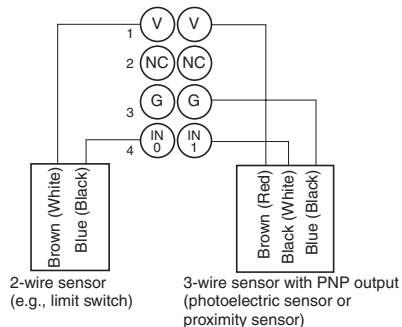 1 V V
2 NC NC
3 G G
4 IN 0 IN 1
Brown (White)
Blue (Black)
Brown (Red)
Black (White)
Blue (Black)
2-wire sensor
(e.g., limit switch)
3-wire sensor with PNP output
(photoelectric sensor or
proximity sensor)